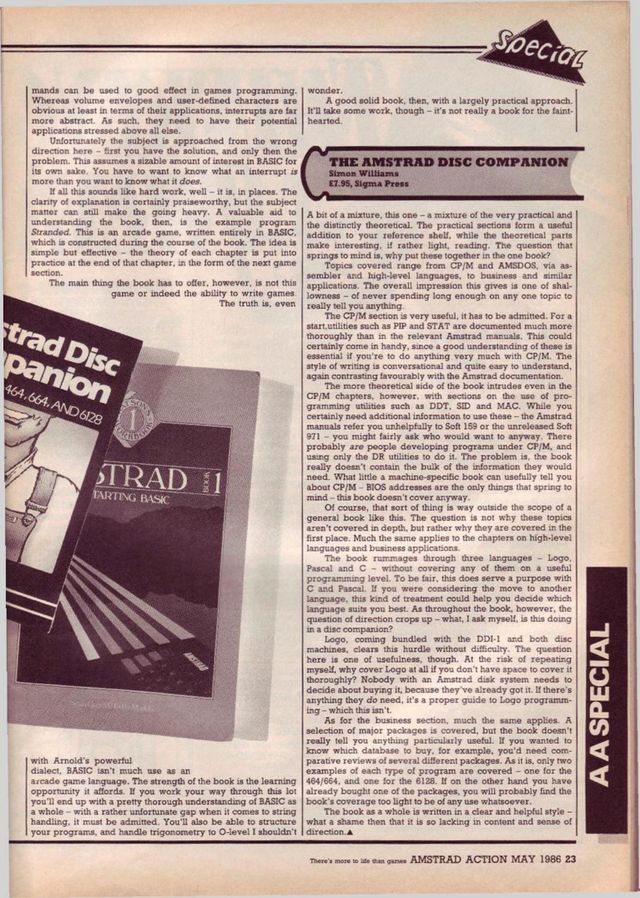 Special
mands can be used to good effect in games programming.
Whereas volume envelopes and user-defined characters are
obvious at least in terms of their applications, interrupts are far
more abstract. As such, they need to have their potential
applications stressed above all else.
Unfortunately the subject is approached from the wrong
direction here – first you have the solution, and only then the
problem. This assumes a sizable amount of interest in BASIC for
its own sake. You have to want to know what an interrupt is
more than you want to know what it does.
If all this sounds like hard work, well – it is, in places. The
clarity of explanation is certainly praiseworthy, but the subject
matter can still make the going heavy. A valuable aid to
understanding the book, then, is the example program
Stranded. This is an arcade game, written entirely in BASIC,
which is constructed during the course of the book. The idea is
simple but effective – the theory of each chapter is put into
practice at the end of that chapter, in the form of the next game
section.
The main thing the book has to offer, however, is not this
game or indeed the ability to write games.
The truth is, even
strad Disc
panion
464, 664, AND 6128
STRAD
BOOK 1
TARTING BASIC
AMSTRAD
with Arnold's powerful
dialect, BASIC isn't much use as an
arcade game language. The strength of the book is the learning
opportunity it affords. If you work your way through this lot
you'll end up with a pretty thorough understanding of BASIC as
a whole – with a rather unfortunate gap when it comes to string
handling, it must be admitted. You'll also be able to structure
your programs, and handle trigonometry to O-level I shouldn't
wonder.
A good solid book, then, with a largely practical approach.
It'll take some work, though – it's not really a book for the faint-
hearted.
THE AMSTRAD DISC COMPANION
Simon Williams
£7.95, Sigma Press
A bit of a mixture, this one – a mixture of the very practical and
the distinctly theoretical. The practical sections form a useful
addition to your reference shelf, while the theoretical parts
make interesting, if rather light, reading. The question that
springs to mind is, why put these together in the one book?
Topics covered range from CP/M and AMSDOS, via as-
sembler and high-level languages, to business and similar
applications. The overall impression this gives is one of shal-
lowness – of never spending long enough on any one topic to
really tell you anything.
The CP/M section is very useful, it has to be admitted. For a
start,utilities such as PIP and STAT are documented much more
thoroughly than in the relevant Amstrad manuals. This could
certainly come in handy, since a good understanding of these is
essential if you're to do anything very much with CP/M. The
style of writing is conversational and quite easy to understand,
again contrasting favourably with the Amstrad documentation.
The more theoretical side of the book intrudes even in the
CP/M chapters, however, with sections on the use of pro-
gramming utilities such as DDT, SID and MAC. While you
certainly need additional information to use these – the Amstrad
manuals refer you unhelpfully to Soft 159 or the unreleased Soft
971 – you might fairly ask who would want to anyway. There
probably are people developing programs under CP/M, and
using only the DR utilities to do it. The problem is, the book
really doesn't contain the bulk of the information they would
need. What little a machine-specific book can usefully tell you
about CP/M – BIOS addresses are the only things that spring to
mind – this book doesn't cover anyway.
Of course, that sort of thing is way outside the scope of a
general book like this. The question is not why these topics
aren't covered in depth, but rather why they are covered in the
first place. Much the same applies to the chapters on high-level
languages and business applications.
The book rummages through three languages – Logo,
Pascal and C – without covering any of them on a useful
programming level. To be fair, this does serve a purpose with
C and Pascal. If you were considering the move to another
language, this kind of treatment could help you decide which
language suits you best. As throughout the book, however, the
question of direction crops up – what, I ask myself, is this doing
in a disc companion?
Logo, coming bundled with the DDI-1 and both disc
machines, clears this hurdle without difficulty. The question
here is one of usefulness, though. At the risk of repeating
myself, why cover Logo at all if you don't have space to cover it
thoroughly? Nobody with an Amstrad disk system needs to
decide about buying it, because they've already got it. If there's
anything they do need, it's a proper guide to Logo programm-
ing – which this isn't.
As for the business section, much the same applies. A
selection of major packages is covered, but the book doesn't
really tell you anything particularly useful. If you wanted to
know which database to buy, for example, you'd need com-
parative reviews of several different packages. As it is, only two
examples of each type of program are covered – one for the
464/664, and one for the 6128. If on the other hand you have
already bought one of the packages, you will probably find the
book's coverage too light to be of any use whatsoever.
The book as a whole is written in a clear and helpful style –
what a shame then that it is so lacking in content and sense of
direction.▲
AA SPECIAL
There's more to life than games AMSTRAD ACTION MAY 1986 23